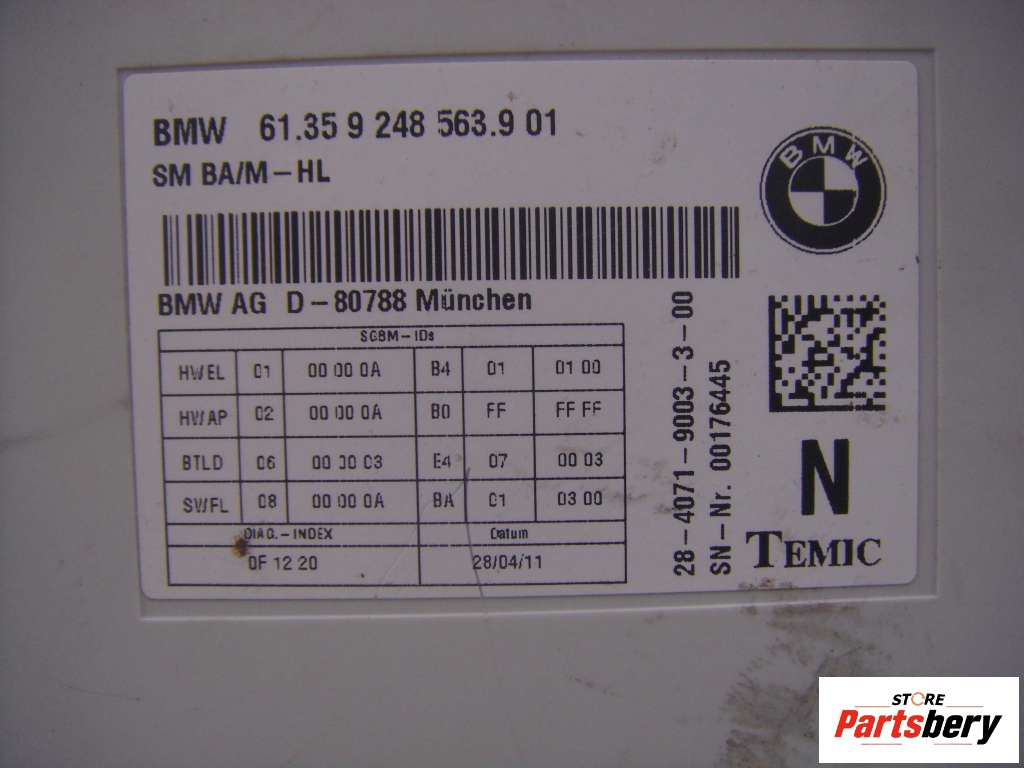 BMW 61.35 9 248 563.9 01
SM BA/M-HL
BMW
BMW AG D-80788 München
SGBM-IDs
HWEL 01 00 00 0A B4 01 01 00
HWAP 02 00 00 0A B0 FF FF FF
BTLD 06 00 00 03 E4 07 00 03
SWFL 08 00 00 0A BA 01 03 00
DIAG.-INDEX Datum
0F 12 20 28/04/11
28-4071-9003-3-00
SN-Nr. 00176445
N
TEMIC
STORE
Partsbery